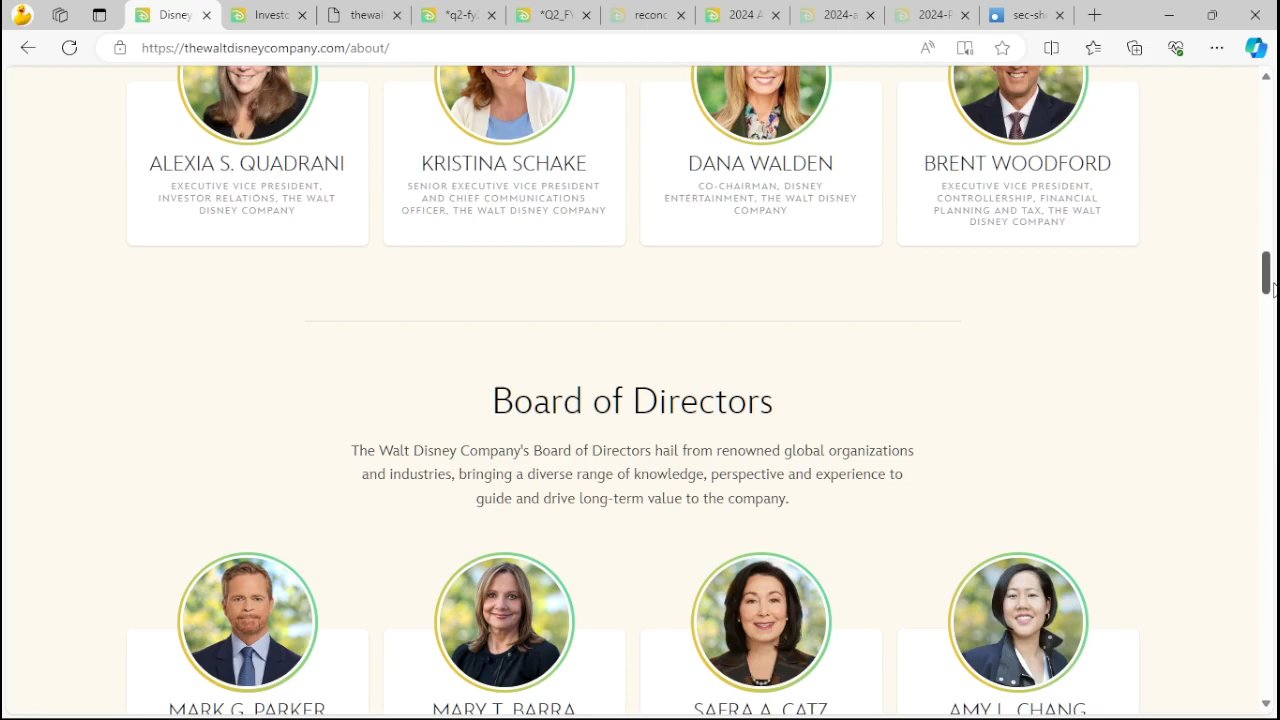 Disney
Investc
thewal
*q2-fy
*Q2_FY
recon
2024 A
2024-a
2024-P
sec-sh
https://thewaltdisneycompany.com/about/
ALEXIA S. QUADRANI
EXECUTIVE VICE PRESIDENT,
INVESTOR RELATIONS, THE WALT
DISNEY COMPANY
KRISTINA SCHAKE
SENIOR EXECUTIVE VICE PRESIDENT
AND CHIEF COMMUNICATIONS
OFFICER, THE WALT DISNEY COMPANY
DANA WALDEN
CO-CHAIRMAN, DISNEY
ENTERTAINMENT, THE WALT DISNEY
COMPANY
BRENT WOODFORD
EXECUTIVE VICE PRESIDENT,
CONTROLLERSHIP, FINANCIAL
PLANNING AND TAX, THE WALT
DISNEY COMPANY
Board of Directors
The Walt Disney Company's Board of Directors hail from renowned global organizations
and industries, bringing a diverse range of knowledge, perspective and experience to
guide and drive long-term value to the company.
MARK G. PARKER
MARY T. BARRA
SAFRA A. CATZ
AMY L. CHANG